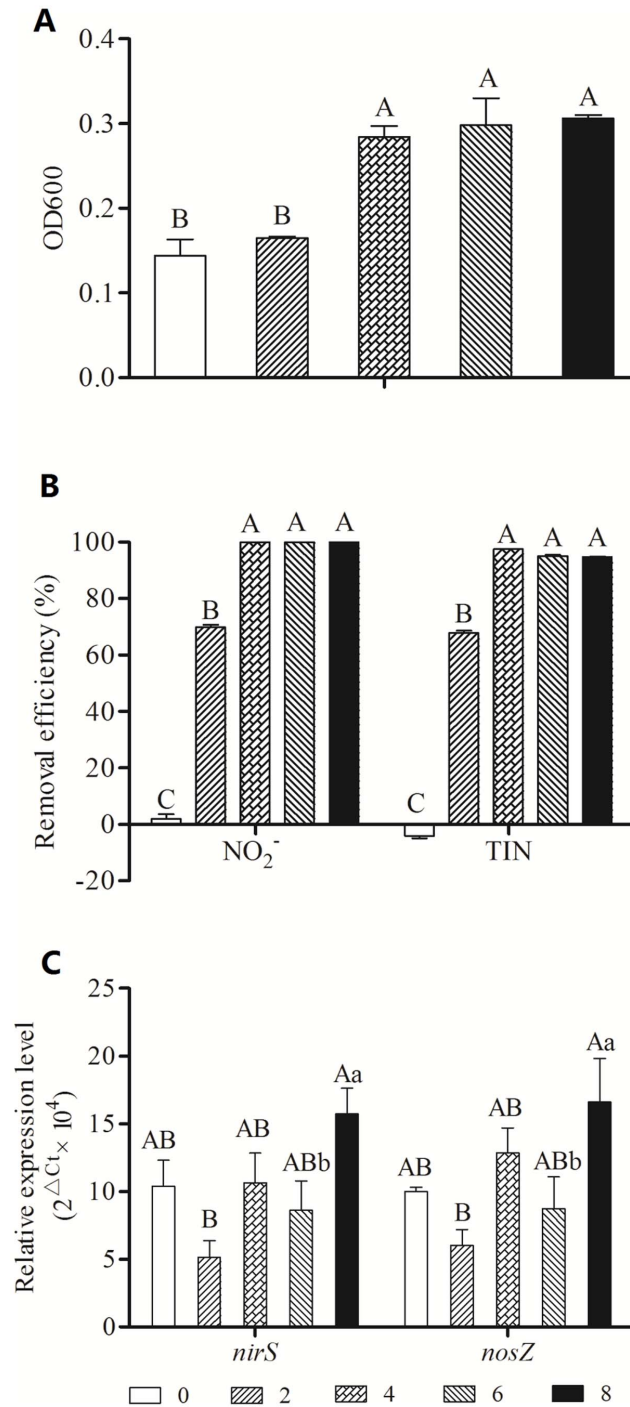 A
0.4
0.3
0.2
0.1
0.0
OD600
B B A A A
B
100
80
60
40
20
0
-20
Removal efficiency (%)
C B A A A C B A A A
NO₂⁻ TIN
C
25
20
15
10
5
0
Relative expression level
(2^△Ct × 10⁴)
AB B AB ABb Aa AB B AB ABb Aa
nirS nosZ
0 2 4 6 8